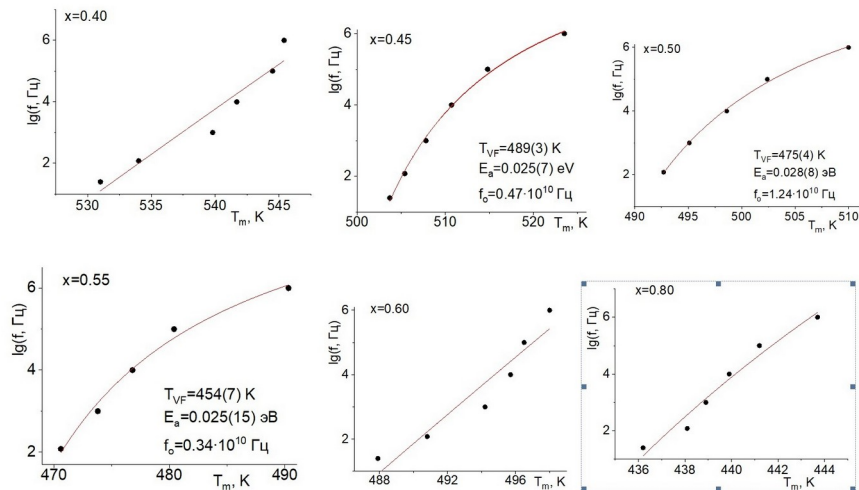 x=0.40
6
4
2
lg(f, Гц)
530
535
540
545
T_m, K
x=0.45
6
4
2
lg(f, Гц)
T_VF=489(3) K
E_a=0.025(7) eV
f_o=0.47·10^10 Гц
500
510
520
T_m, K
x=0.50
6
4
2
lg(f, Гц)
T_VF=475(4) K
E_a=0.028(8) эВ
f_o=1.24·10^10 Гц
490
495
500
505
510
T_m, K
x=0.55
6
4
2
lg(f, Гц)
T_VF=454(7) K
E_a=0.025(15) эВ
f_o=0.34·10^10 Гц
470
480
490
T_m, K
x=0.60
6
4
2
lg(f, Гц)
488
492
496
T_m, K
x=0.80
6
4
2
lg(f, Гц)
436
438
440
442
444
T_m, K